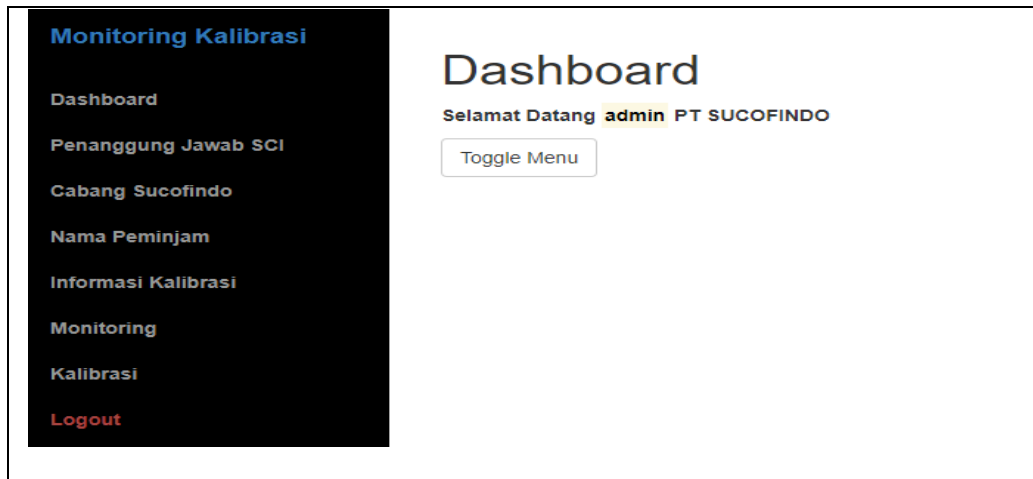 Monitoring Kalibrasi
Dashboard
Penanggung Jawab SCI
Cabang Sucofindo
Nama Peminjam
Informasi Kalibrasi
Monitoring
Kalibrasi
Logout
Dashboard
Selamat Datang admin PT SUCOFINDO
Toggle Menu